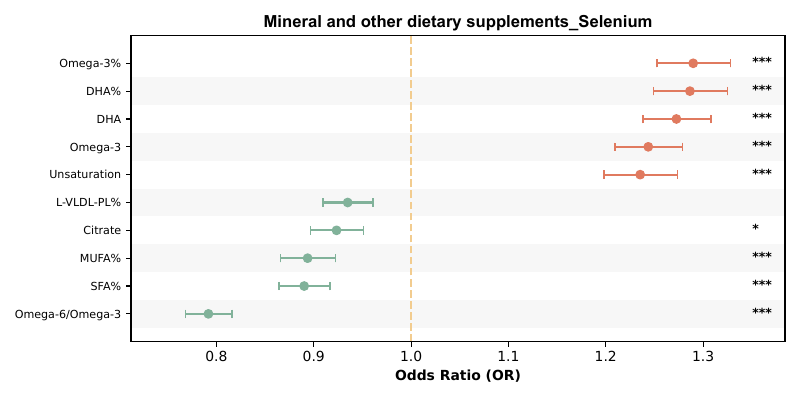 Mineral and other dietary supplements_Selenium
Omega-3% ***
DHA% ***
DHA ***
Omega-3 ***
Unsaturation ***
L-VLDL-PL%
Citrate *
MUFA% ***
SFA% ***
Omega-6/Omega-3 ***
0.8 0.9 1.0 1.1 1.2 1.3
Odds Ratio (OR)